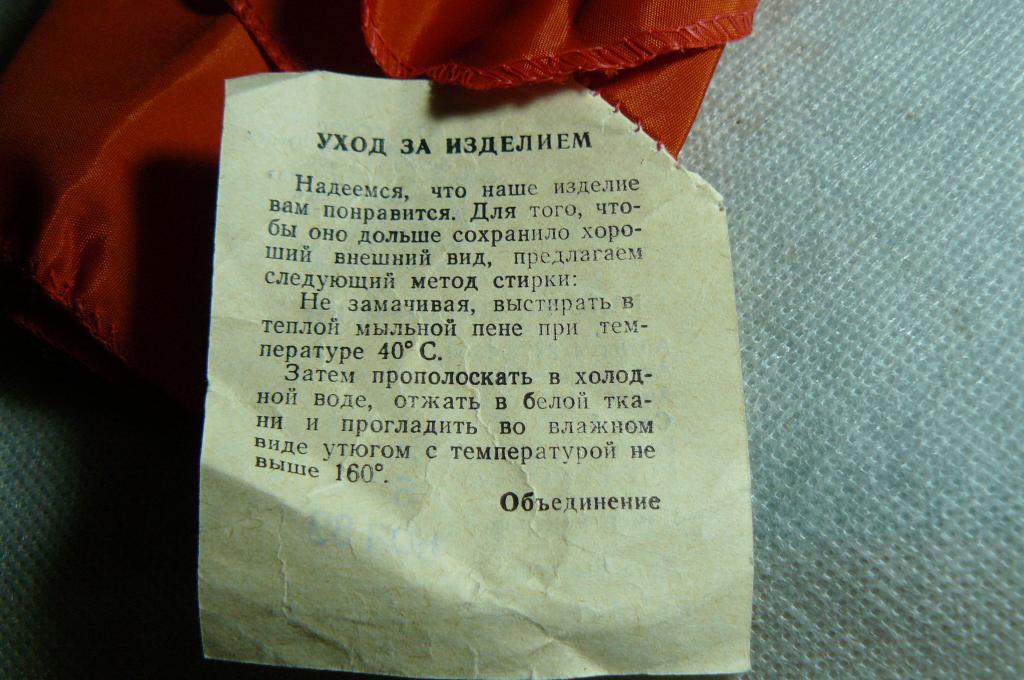 УХОД ЗА ИЗДЕЛИЕМ
Надеемся, что наше изделие
вам понравится. Для того, что-
бы оно дольше сохранило хоро-
ший внешний вид, предлагаем
следующий метод стирки:
Не замачивая, выстирать в
теплой мыльной пене при тем-
пературе 40° С.
Затем прополоскать в холод-
ной воде, отжать в белой тка-
ни и прогладить во влажном
виде утюгом с температурой не
выше 160°.
Объединение